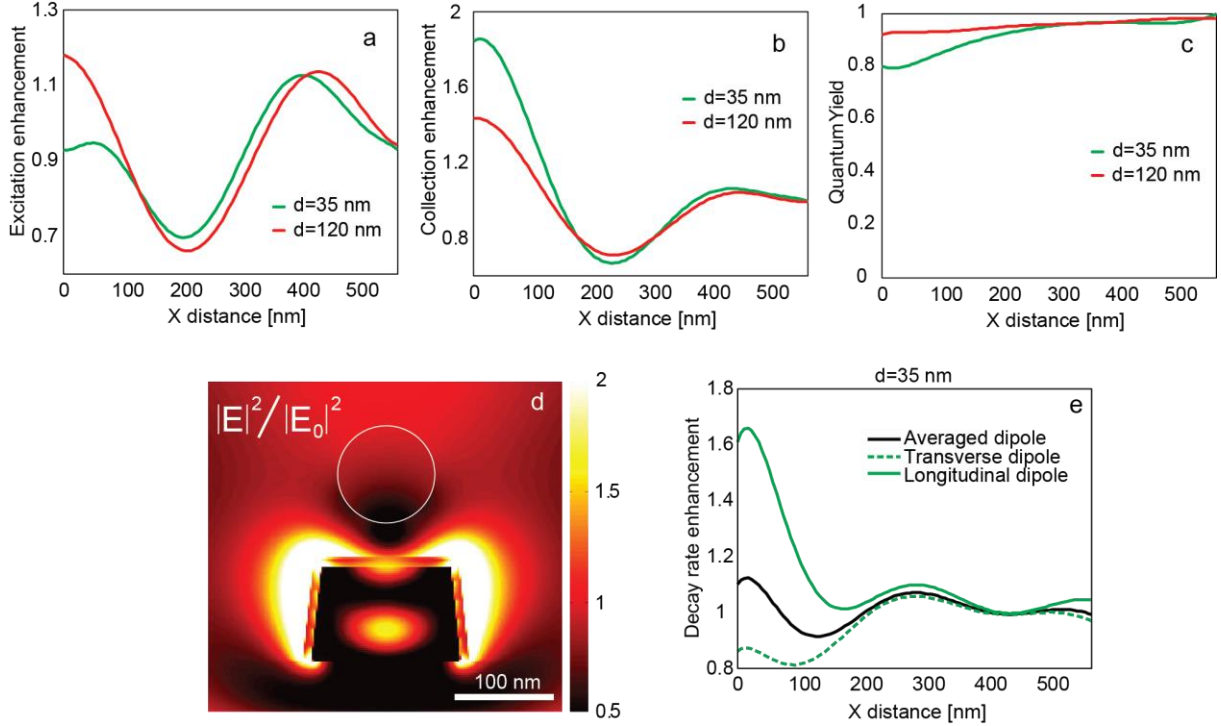 a
Excitation enhancement
1.3
1.1
0.9
0.7
d=35 nm
d=120 nm
0 100 200 300 400 500
X distance [nm]
b
Collection enhancement
2
1.6
1.2
0.8
d=35 nm
d=120 nm
0 100 200 300 400 500
X distance [nm]
c
Quantum Yield
1
0.8
0.6
0.4
0.2
0
d=35 nm
d=120 nm
0 100 200 300 400 500
X distance [nm]
d
|E|²/|E₀|²
2
1.5
1
0.5
100 nm
d=35 nm
e
Decay rate enhancement
1.8
1.6
1.4
1.2
1
0.8
Averaged dipole
Transverse dipole
Longitudinal dipole
0 100 200 300 400 500
X distance [nm]